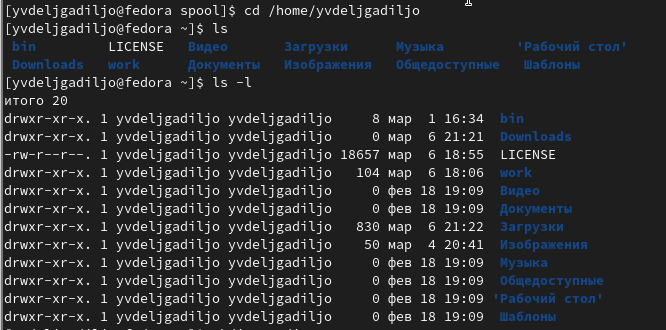 [yvdeljgadiljo@fedora spool]$ cd /home/yvdeljgadiljo
[yvdeljgadiljo@fedora ~]$ ls
bin LICENSE Видео Загрузки Музыка 'Рабочий стол'
Downloads work Документы Изображения Общедоступные Шаблоны
[yvdeljgadiljo@fedora ~]$ ls -l
итого 20
drwxr-xr-x. 1 yvdeljgadiljo yvdeljgadiljo 8 мар 1 16:34 bin
drwxr-xr-x. 1 yvdeljgadiljo yvdeljgadiljo 0 мар 6 21:21 Downloads
-rw-r--r--. 1 yvdeljgadiljo yvdeljgadiljo 18657 мар 6 18:55 LICENSE
drwxr-xr-x. 1 yvdeljgadiljo yvdeljgadiljo 104 мар 6 18:06 work
drwxr-xr-x. 1 yvdeljgadiljo yvdeljgadiljo 0 фев 18 19:09 Видео
drwxr-xr-x. 1 yvdeljgadiljo yvdeljgadiljo 0 фев 18 19:09 Документы
drwxr-xr-x. 1 yvdeljgadiljo yvdeljgadiljo 830 мар 6 21:22 Загрузки
drwxr-xr-x. 1 yvdeljgadiljo yvdeljgadiljo 50 мар 4 20:41 Изображения
drwxr-xr-x. 1 yvdeljgadiljo yvdeljgadiljo 0 фев 18 19:09 Музыка
drwxr-xr-x. 1 yvdeljgadiljo yvdeljgadiljo 0 фев 18 19:09 Общедоступные
drwxr-xr-x. 1 yvdeljgadiljo yvdeljgadiljo 0 фев 18 19:09 'Рабочий стол'
drwxr-xr-x. 1 yvdeljgadiljo yvdeljgadiljo 0 фев 18 19:09 Шаблоны